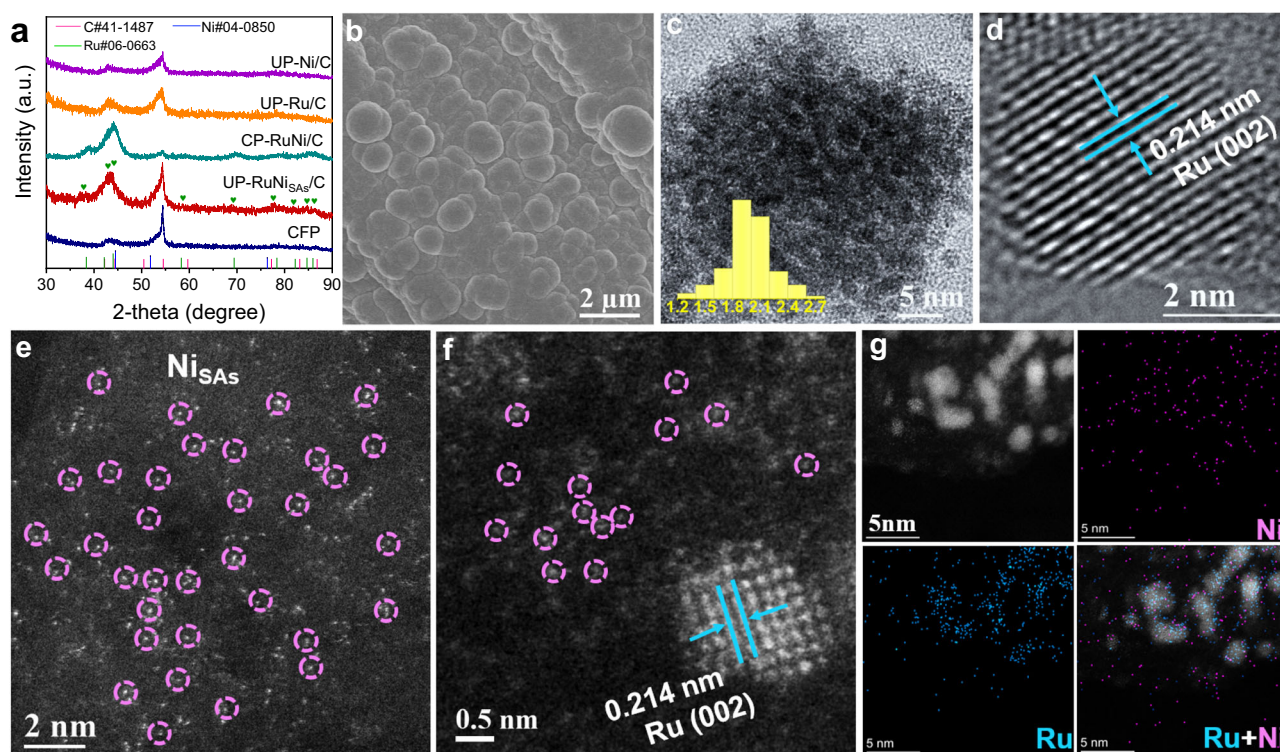 a
C#41-1487
Ni#04-0850
Ru#06-0663
UP-Ni/C
UP-Ru/C
CP-RuNi/C
UP-RuNiSAs/C
CFP
Intensity (a.u.)
30 40 50 60 70 80 90
2-theta (degree)
b
2 μm
c
1.2 1.5 1.8 2.1 2.4 2.7
5 nm
d
0.214 nm
Ru (002)
2 nm
e
NiSAs
2 nm
f
0.214 nm
Ru (002)
0.5 nm
g
5nm
5 nm
Ni
5 nm
Ru
5 nm
Ru+N